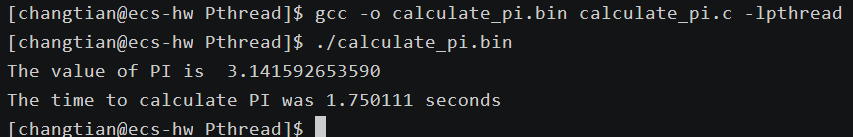 [changtian@ecs-hw Pthread]$ gcc -o calculate_pi.bin calculate_pi.c -lpthread
[changtian@ecs-hw Pthread]$ ./calculate_pi.bin
The value of PI is  3.141592653590
The time to calculate PI was 1.750111 seconds
[changtian@ecs-hw Pthread]$